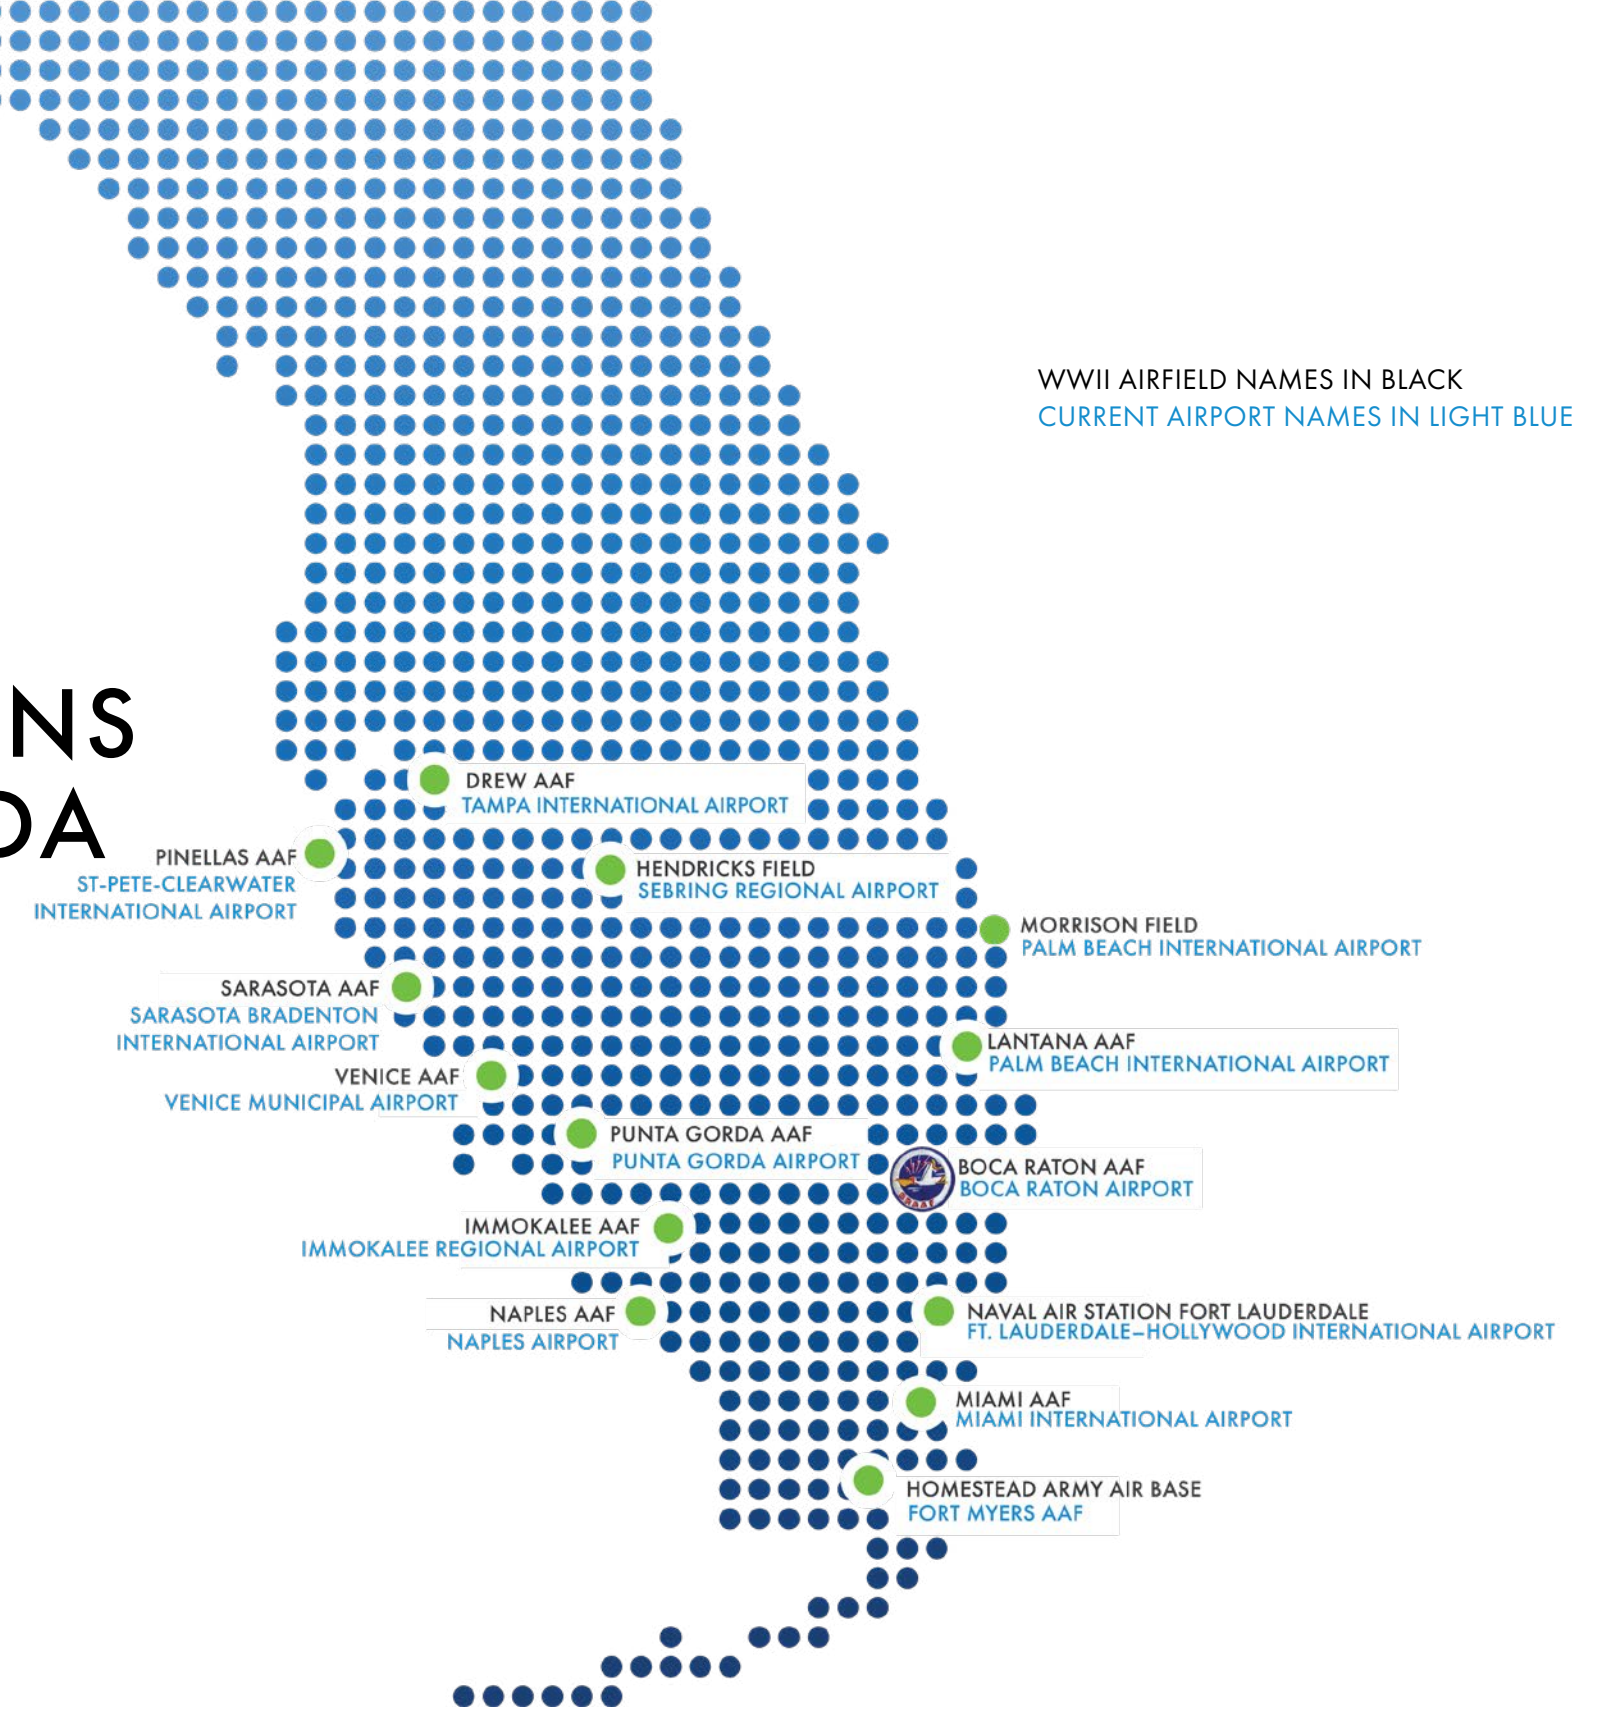 WWII AIRFIELD NAMES IN BLACK
CURRENT AIRPORT NAMES IN LIGHT BLUE
NS
DA
DREW AAF
TAMPA INTERNATIONAL AIRPORT
PINELLAS AAF
ST-PETE-CLEARWATER
INTERNATIONAL AIRPORT
HENDRICKS FIELD
SEBRING REGIONAL AIRPORT
MORRISON FIELD
PALM BEACH INTERNATIONAL AIRPORT
SARASOTA AAF
SARASOTA BRADENTON
INTERNATIONAL AIRPORT
LANTANA AAF
PALM BEACH INTERNATIONAL AIRPORT
VENICE AAF
VENICE MUNICIPAL AIRPORT
PUNTA GORDA AAF
PUNTA GORDA AIRPORT
BOCA RATON AAF
BOCA RATON AIRPORT
BRAAF
IMMOKALEE AAF
IMMOKALEE REGIONAL AIRPORT
NAPLES AAF
NAPLES AIRPORT
NAVAL AIR STATION FORT LAUDERDALE
FT. LAUDERDALE–HOLLYWOOD INTERNATIONAL AIRPORT
MIAMI AAF
MIAMI INTERNATIONAL AIRPORT
HOMESTEAD ARMY AIR BASE
FORT MYERS AAF